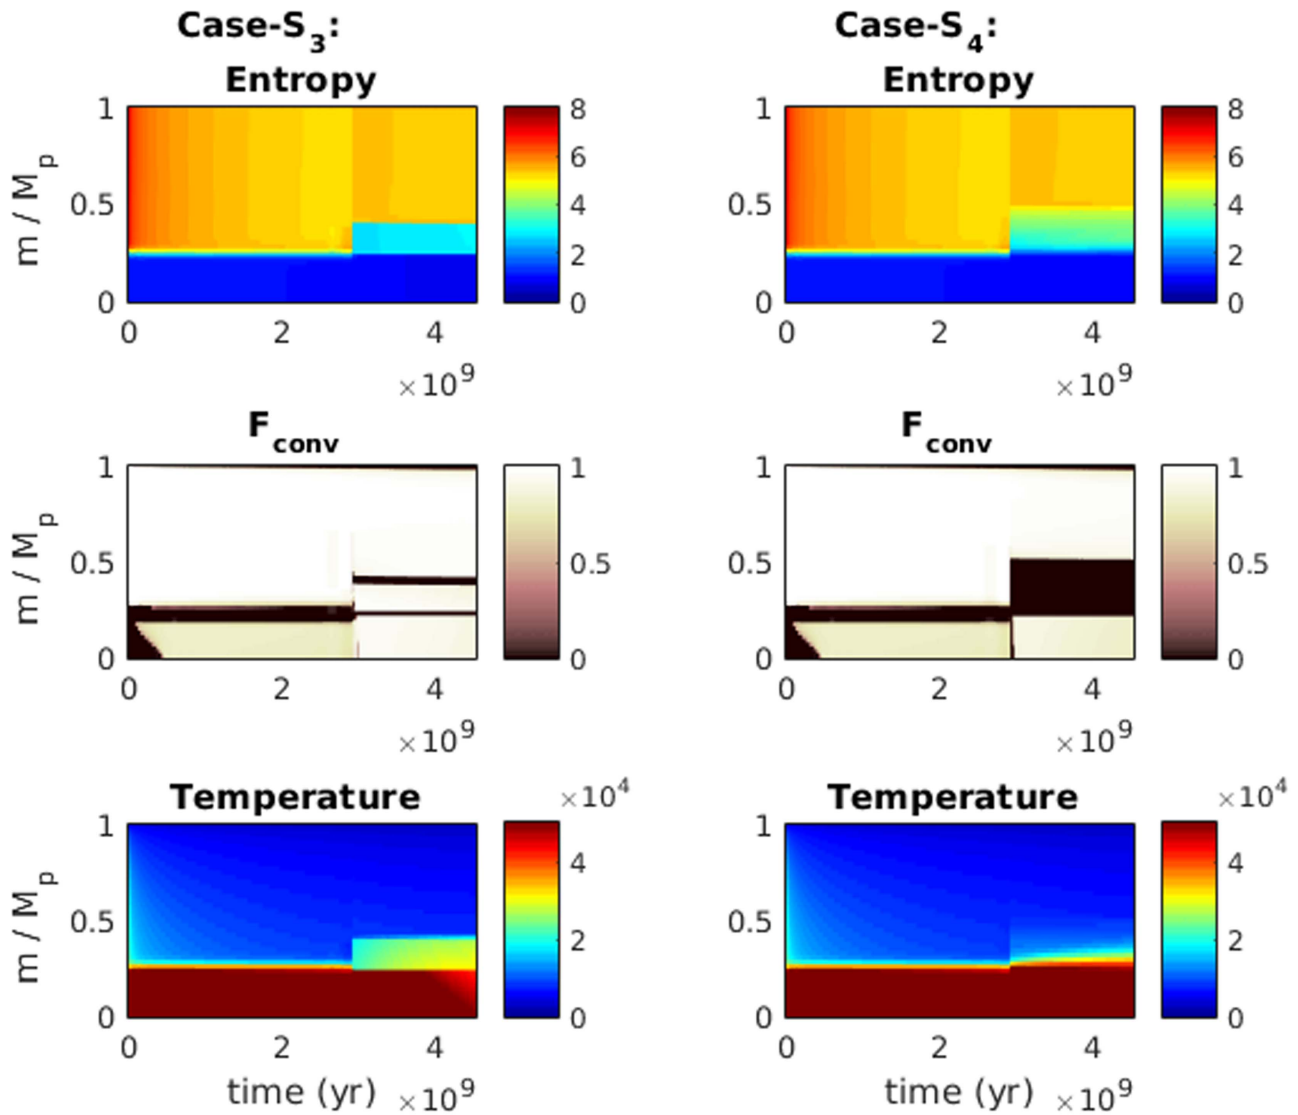 Case-S3: Case-S4:
Entropy Entropy
1 8 1 8
6 6
m / Mp 0.5 4 0.5 4
2 2
0 0 0 0
0 2 4 0 2 4
×10^9 ×10^9
Fconv Fconv
1 1 1 1
m / Mp 0.5 0.5 0.5 0.5
0 0 0 0
0 2 4 0 2 4
×10^9 ×10^9
Temperature ×10^4 Temperature ×10^4
1 1
4 4
m / Mp 0.5 2 0.5 2
0 0 0 0
0 2 4 0 2 4
time (yr) ×10^9 time (yr) ×10^9